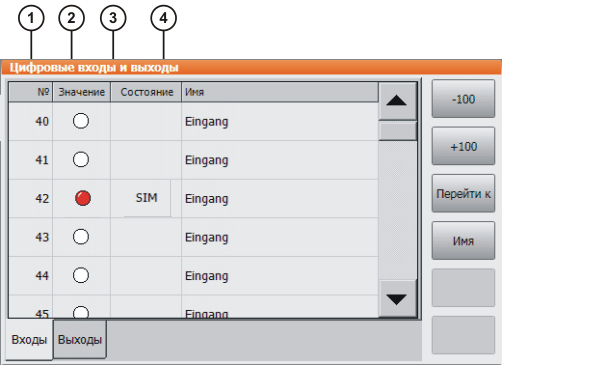 1 2 3 4
Цифровые входы и выходы
№ Значение Состояние Имя
40 Eingang
41 Eingang
42 SIM Eingang
43 Eingang
44 Eingang
45 Eingang
-100
+100
Перейти к
Имя
Входы Выходы